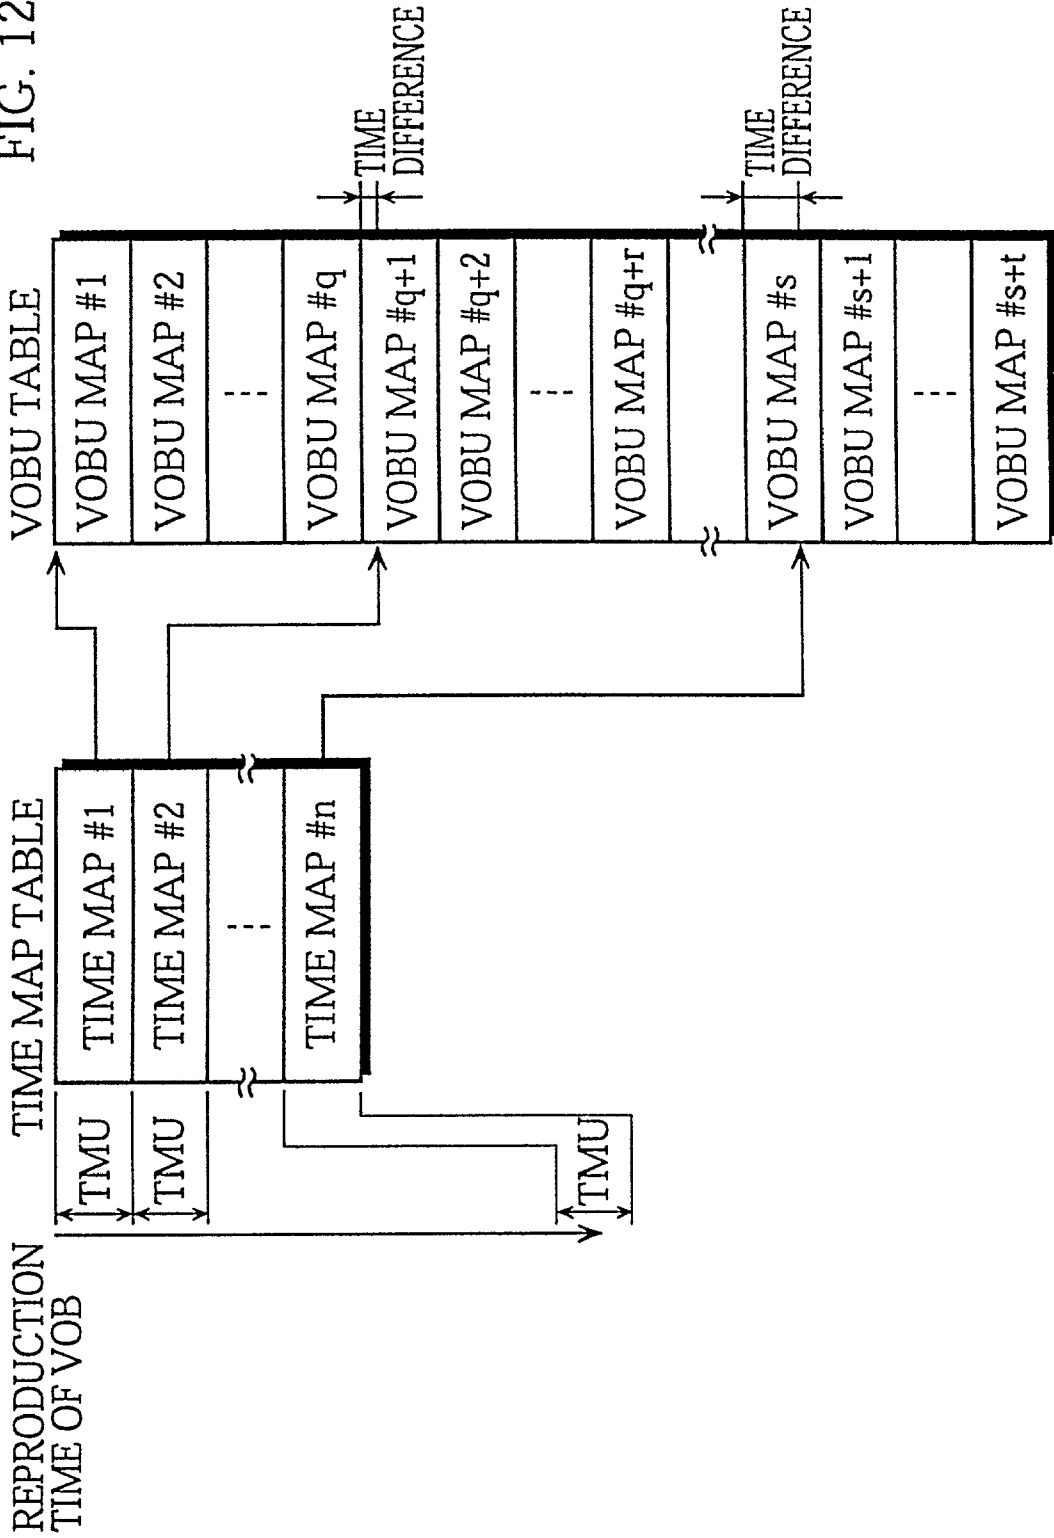 FIG. 12
REPRODUCTION
TIME OF VOB
TMU
TMU
TMU
TIME MAP TABLE
TIME MAP #1
TIME MAP #2
----
TIME MAP #n
VOBU TABLE
VOBU MAP #1
VOBU MAP #2
----
VOBU MAP #q
VOBU MAP #q+1
VOBU MAP #q+2
----
VOBU MAP #q+r
VOBU MAP #s
VOBU MAP #s+1
----
VOBU MAP #s+t
TIME
DIFFERENCE
TIME
DIFFERENCE